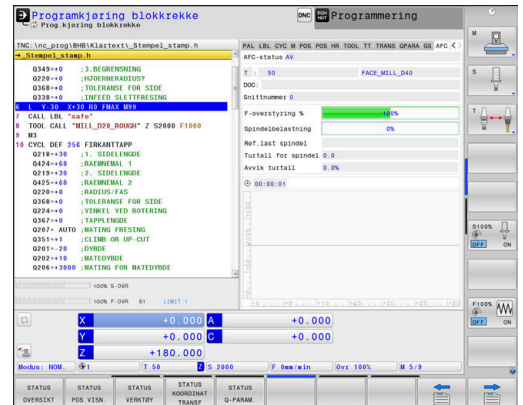 Programkjøring blokkrekke
Prog.kjøring blokkrekke
DNC
Programmering
TNC:\nc_prog\BHB\Klartext\_Stempel_stamp.h
→_Stempel_stamp.h
Q349=+0 ;3.BEGRENSNING
Q220=+0 ;HJOERNERADIUS?
Q368=+0 ;TOLERANSE FOR SIDE
Q338=+0 ;INFEED SLETTFRESING
6 L Y-30 X+30 R0 FMAX M99
7 CALL LBL "safe"
8 TOOL CALL "MILL_D20_ROUGH" Z S2000 F1000
9 M3
10 CYCL DEF 256 FIRKANTTAPP
Q218=+30 ;1. SIDELENGDE
Q424=+60 ;RAEMNEMAL 1
Q219=+30 ;2. SIDELENGDE
Q425=+60 ;RAEMNEMAL 2
Q220=+0 ;RADIUS/FAS
Q368=+0 ;TOLERANSE FOR SIDE
Q224=+0 ;VINKEL VED ROTERING
Q367=+0 ;TAPPLENGDE
Q207= AUTO ;MATING FRESING
Q351=+1 ;CLIMB OR UP-CUT
Q201=-20 ;DYBDE
Q202=+10 ;MATEDYBDE
Q206=+3000 ;MATING FOR MATEDYBDE
100% S-OVR
100% F-OVR S1 LIMIT 1
PAL LBL CYC M POS POS HR TOOL TT TRANS QPARA GS AFC
AFC-status AV
T : 50 FACE_MILL_D40
DOC:
Snittnummer 0
F-overstyring % 100%
Spindelbelastning 0%
Ref.last spindel
Turtall for spindel 0.0
Avvik turtall 0.0%
00:00:01
X +0.000 A +0.000
Y +0.000 C +0.000
Z +180.000
Modus: NOM. 1 T 50 Z S 2000 F 0mm/min Ovr 100% M 5/9
STATUS OVERSIKT
STATUS POS.VISN.
STATUS VERKTØY
STATUS KOORDINAT TRANSF
STATUS Q-PARAM.
M
S
T
S100%
OFF ON
F100%
OFF ON